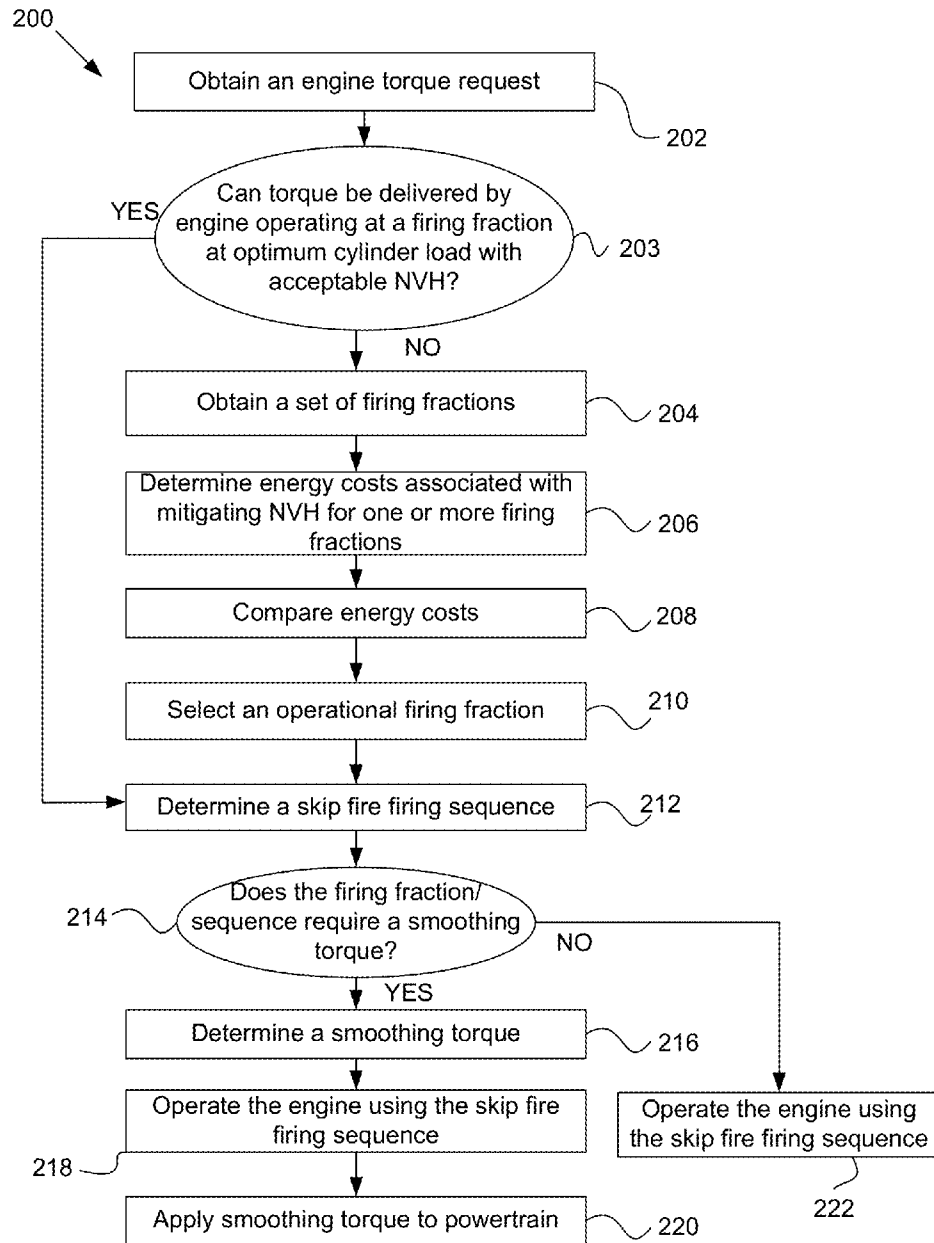 200
Obtain an engine torque request
202
Can torque be delivered by
engine operating at a firing fraction
at optimum cylinder load with
acceptable NVH?
203
YES
NO
Obtain a set of firing fractions
204
Determine energy costs associated with
mitigating NVH for one or more firing
fractions
206
Compare energy costs
208
Select an operational firing fraction
210
Determine a skip fire firing sequence
212
Does the firing fraction/
sequence require a smoothing
torque?
214
NO
YES
Determine a smoothing torque
216
Operate the engine using the skip fire
firing sequence
218
Operate the engine using
the skip fire firing sequence
222
Apply smoothing torque to powertrain
220